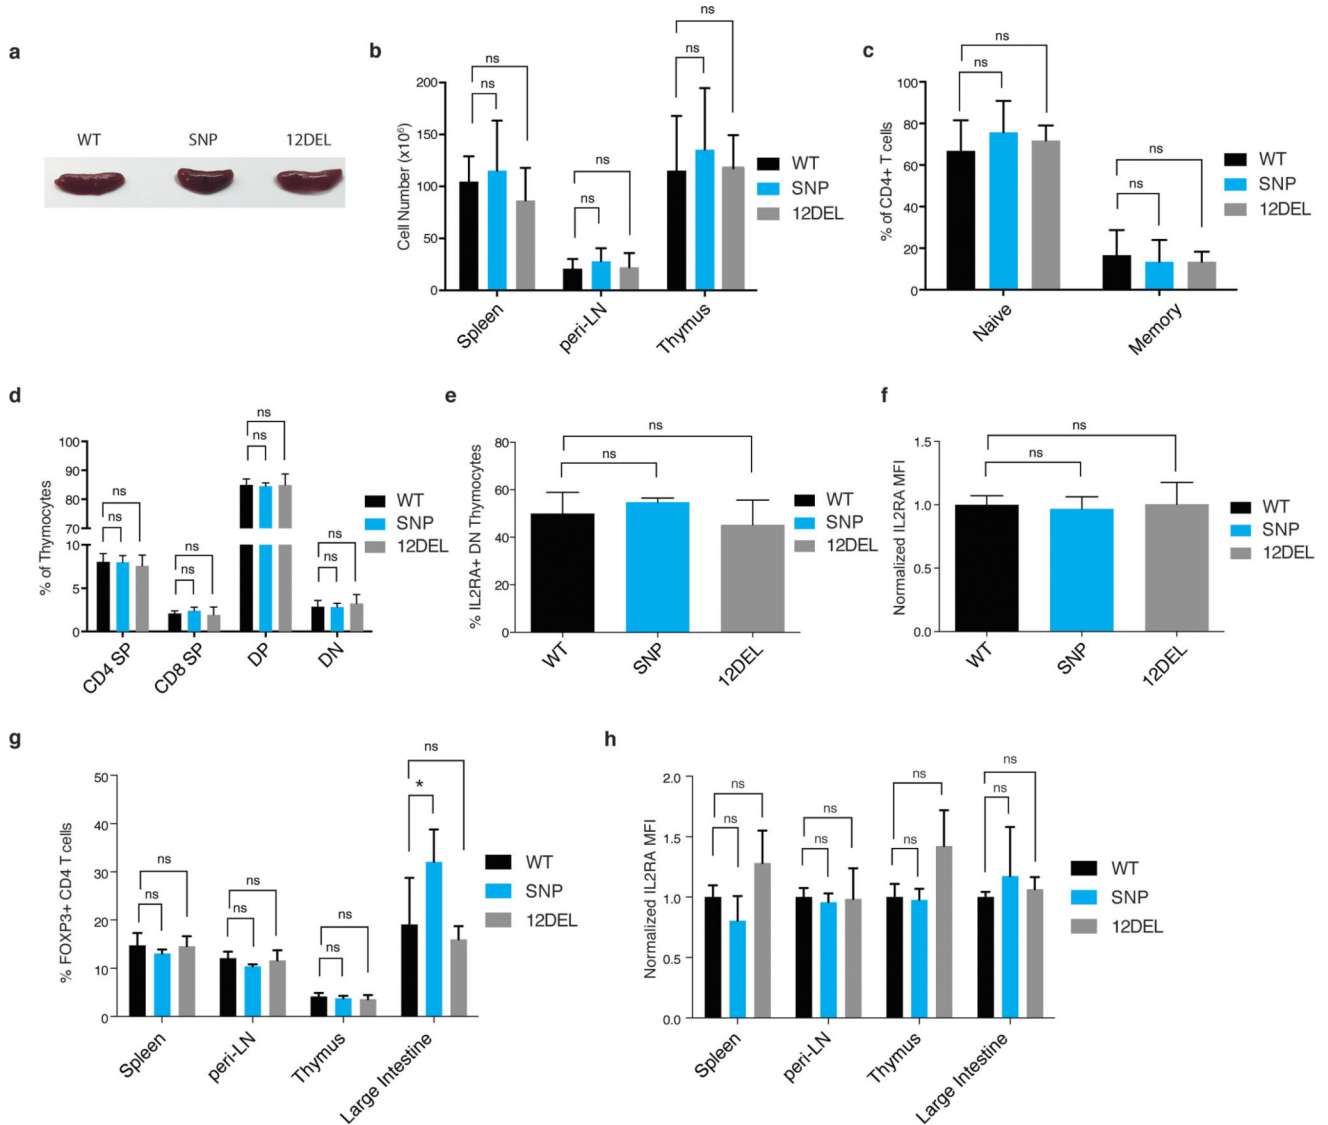 a
WT SNP 12DEL
b
Cell Number (x10⁶)
200
150
100
50
0
ns
ns
ns
ns
ns
ns
Spleen
peri-LN
Thymus
WT
SNP
12DEL
c
% of CD4+ T cells
100
80
60
40
20
0
ns
ns
ns
ns
Naive
Memory
WT
SNP
12DEL
d
% of Thymocytes
100
90
80
70
10
5
0
ns
ns
ns
ns
ns
ns
ns
ns
CD4 SP
CD8 SP
DP
DN
WT
SNP
12DEL
e
% IL2RA+ DN Thymocytes
80
60
40
20
0
ns
ns
WT
SNP
12DEL
WT
SNP
12DEL
f
Normalized IL2RA MFI
1.5
1.0
0.5
0.0
ns
ns
WT
SNP
12DEL
WT
SNP
12DEL
g
% FOXP3+ CD4 T cells
50
40
30
20
10
0
ns
ns
ns
ns
ns
ns
ns
*
Spleen
peri-LN
Thymus
Large Intestine
WT
SNP
12DEL
h
Normalized IL2RA MFI
2.0
1.5
1.0
0.5
0.0
ns
ns
ns
ns
ns
ns
ns
ns
Spleen
peri-LN
Thymus
Large Intestine
WT
SNP
12DEL